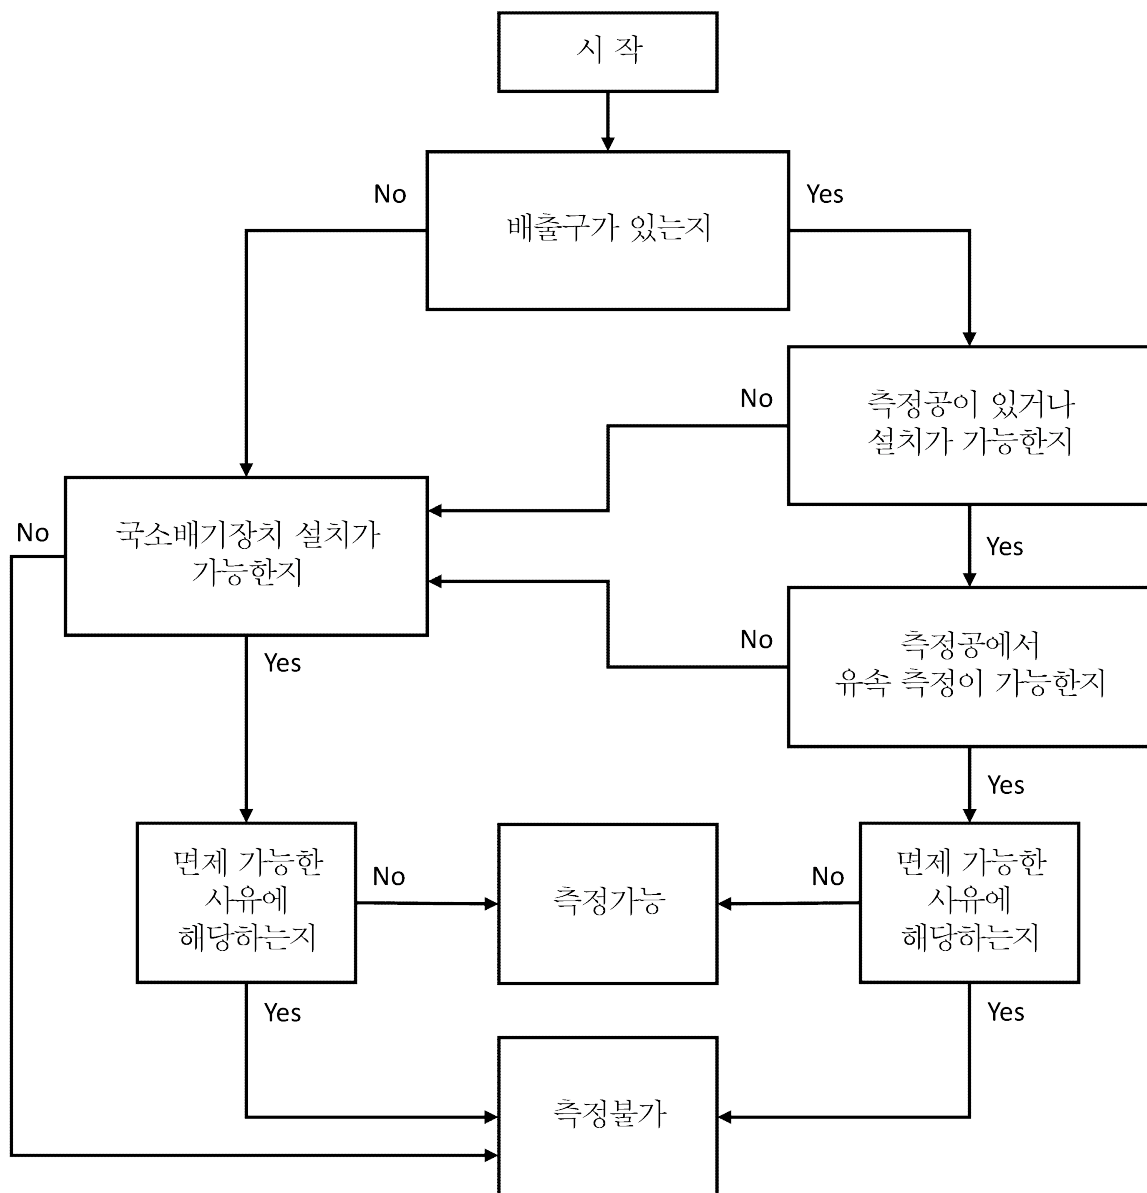 시 작
No
Yes
배출구가 있는지
No
측정공이 있거나
설치가 가능한지
No
국소배기장치 설치가
가능한지
Yes
No
측정공에서
유속 측정이 가능한지
Yes
Yes
면제 가능한
사유에
해당하는지
No
측정가능
No
면제 가능한
사유에
해당하는지
Yes
Yes
측정불가